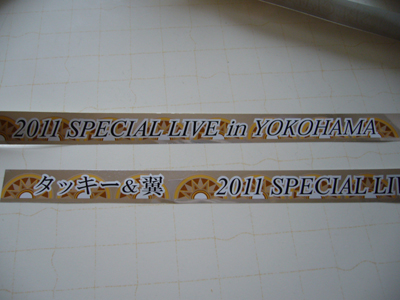 2011 SPECIAL LIVE in YOKOHAMA
タッキー&翼 2011 SPECIAL LIV